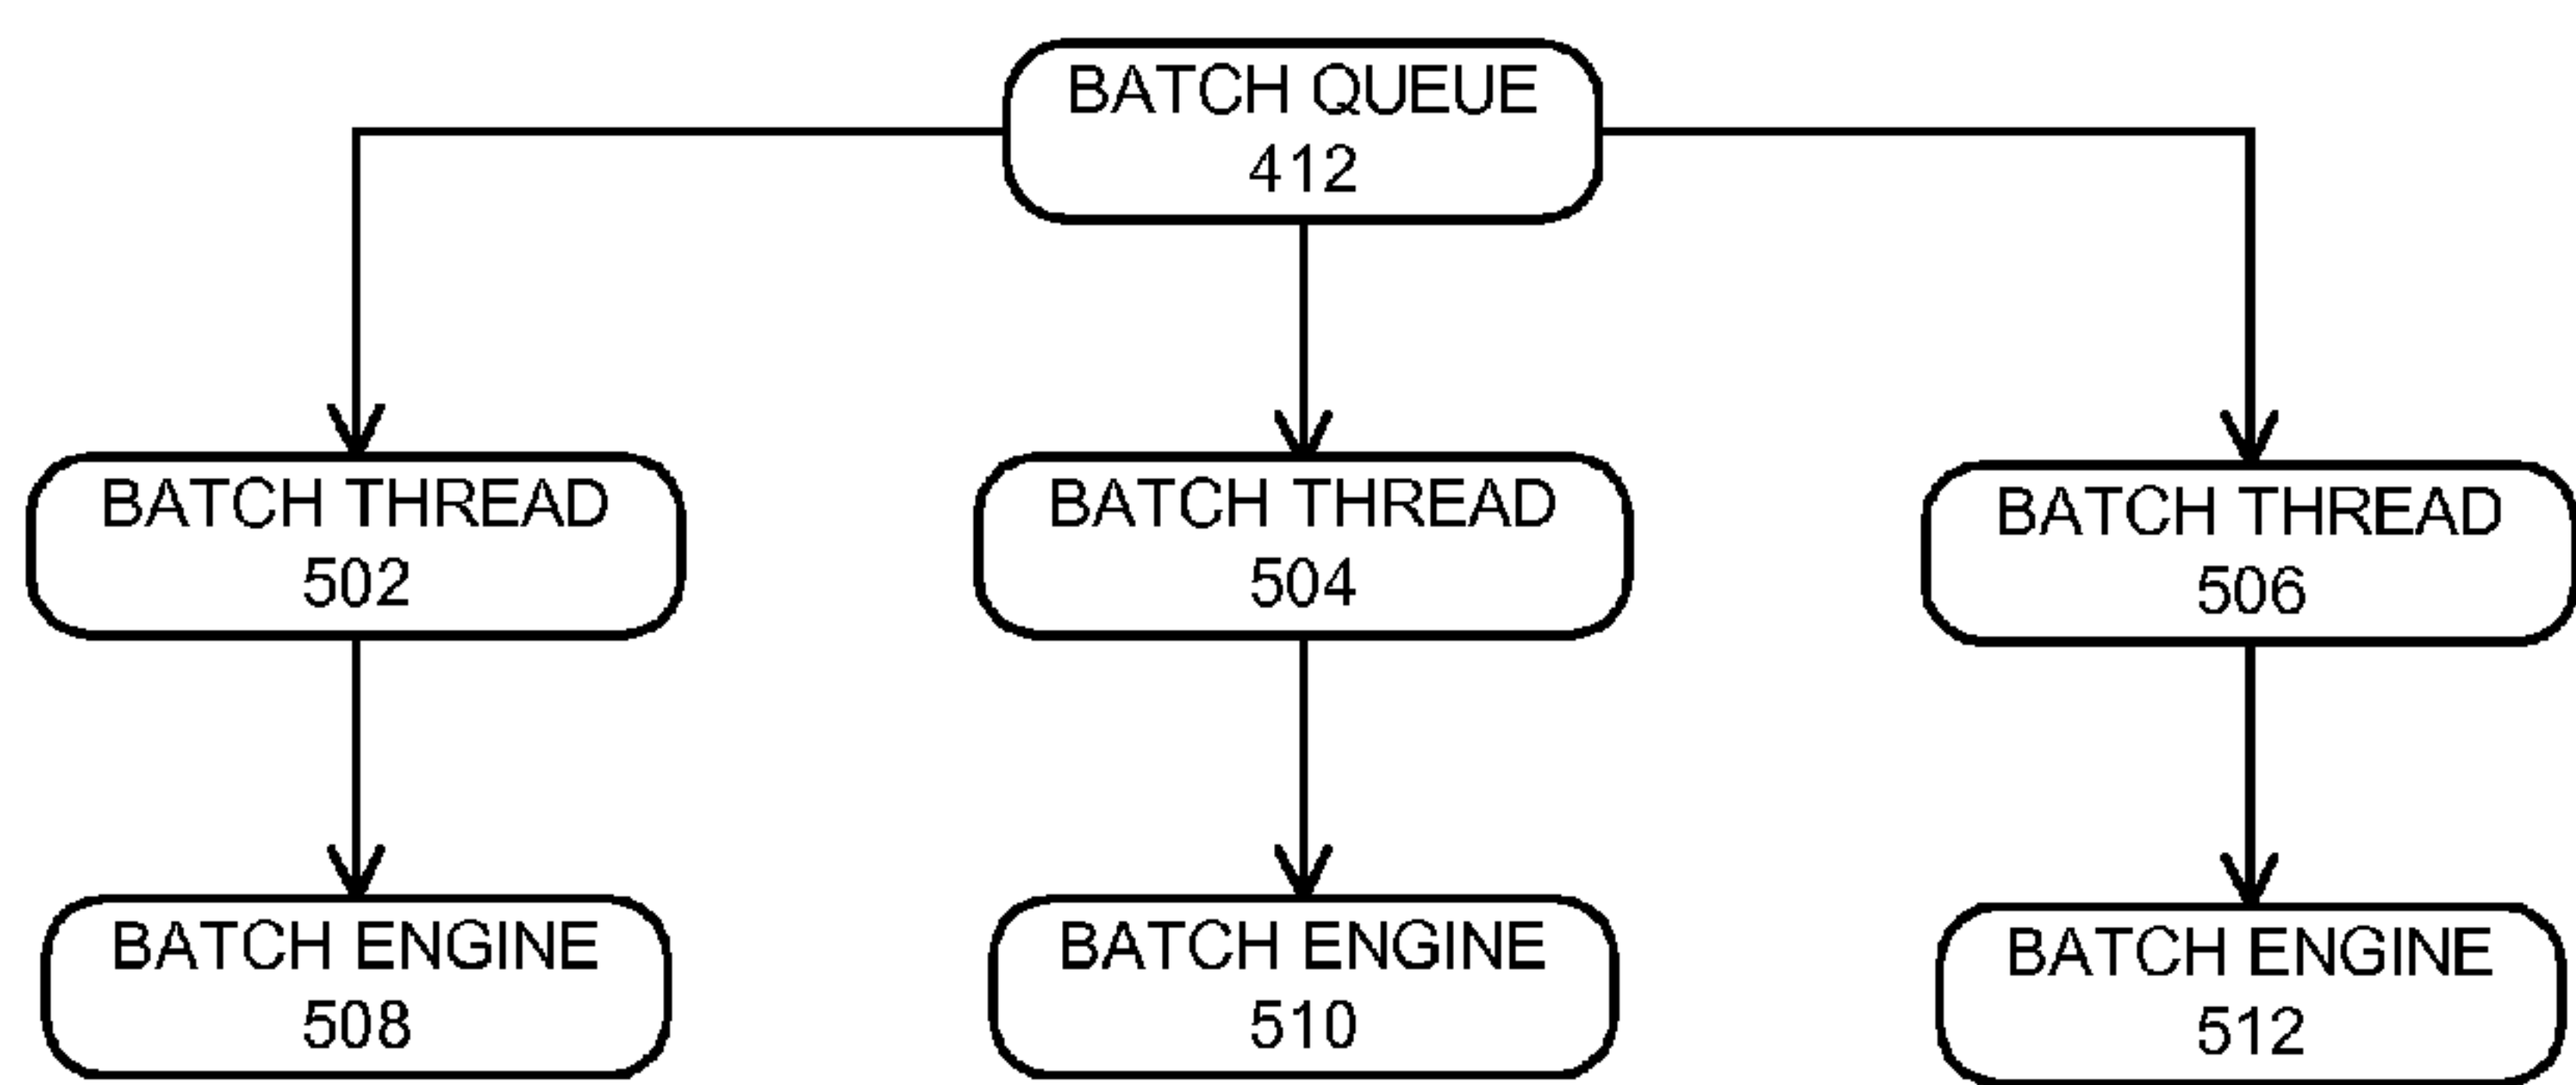 BATCH QUEUE
412
BATCH THREAD
502
BATCH THREAD
504
BATCH THREAD
506
BATCH ENGINE
508
BATCH ENGINE
510
BATCH ENGINE
512